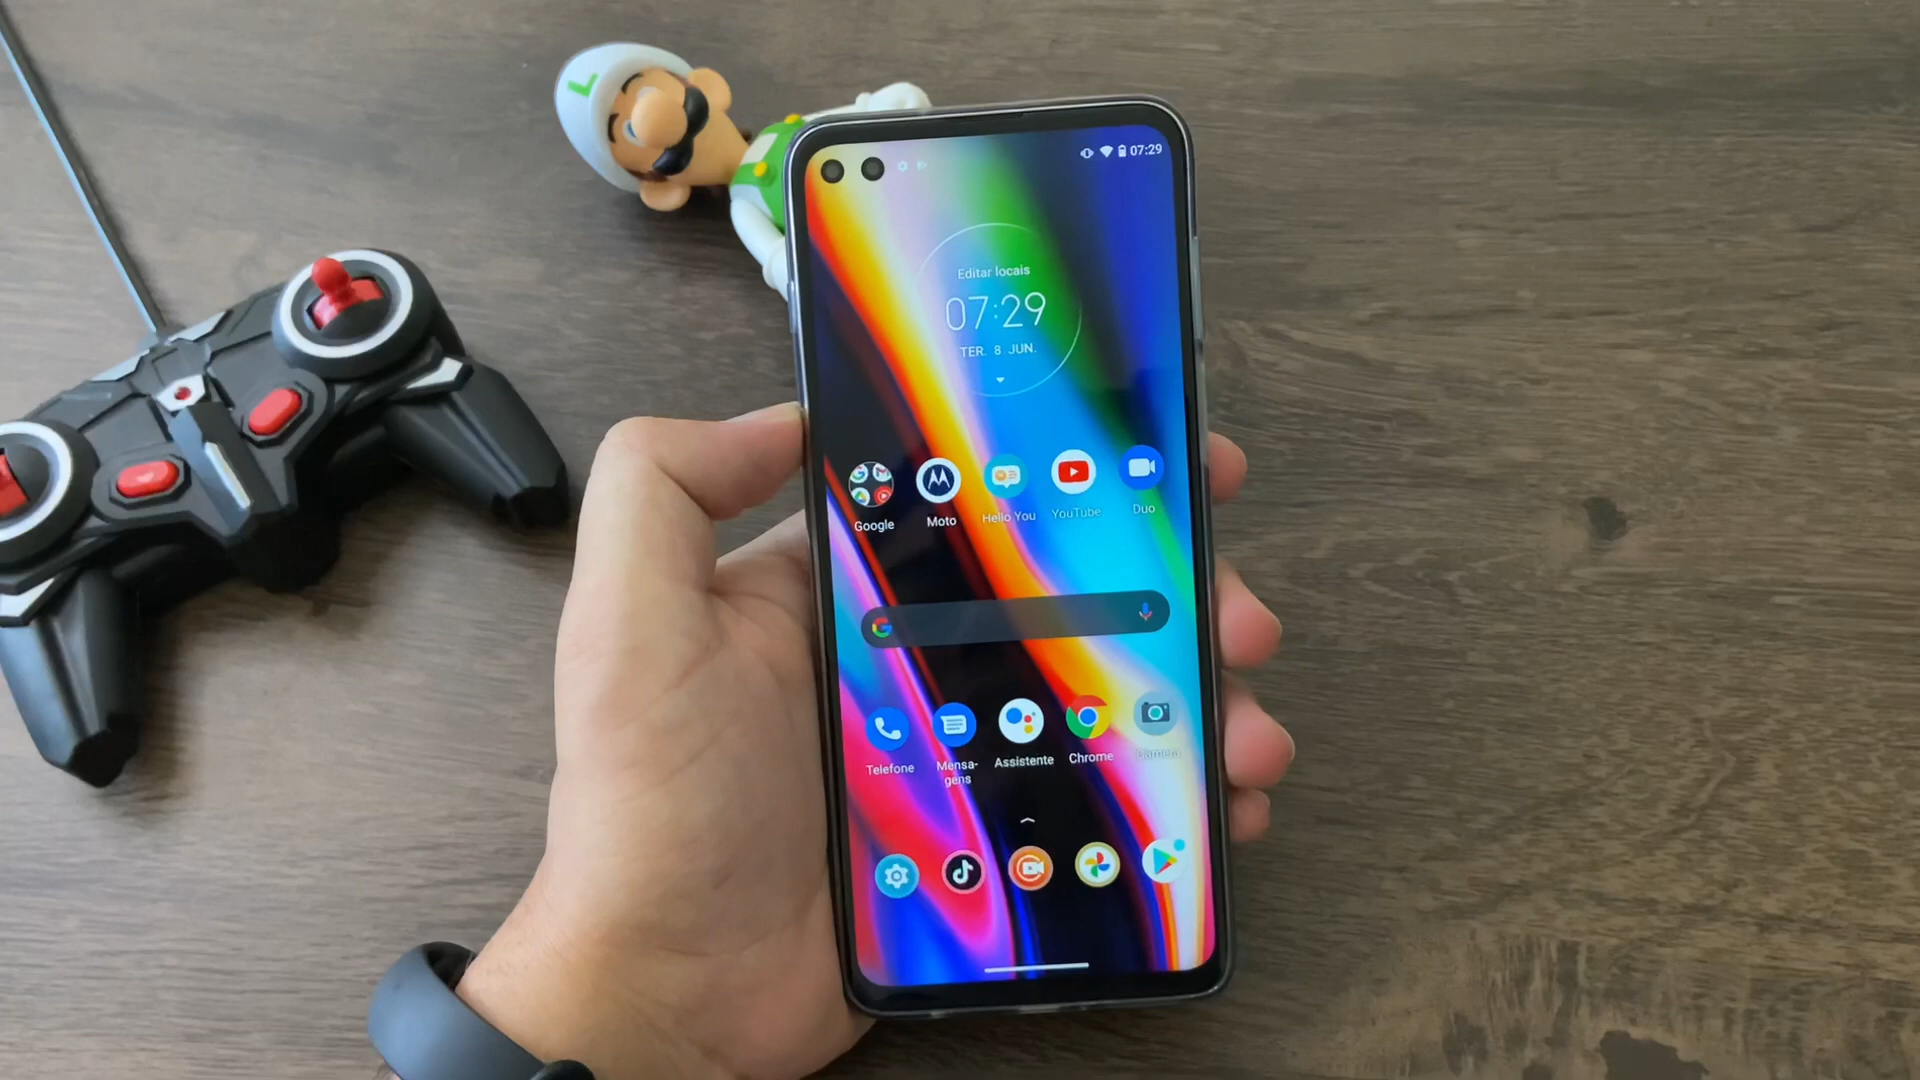 L
07:29
Editar locais
07:29
TER. 8 JUN.
Google
Moto
Hello You
YouTube
Duo
Telefone
Mensa-
gens
Assistente
Chrome
Câmera